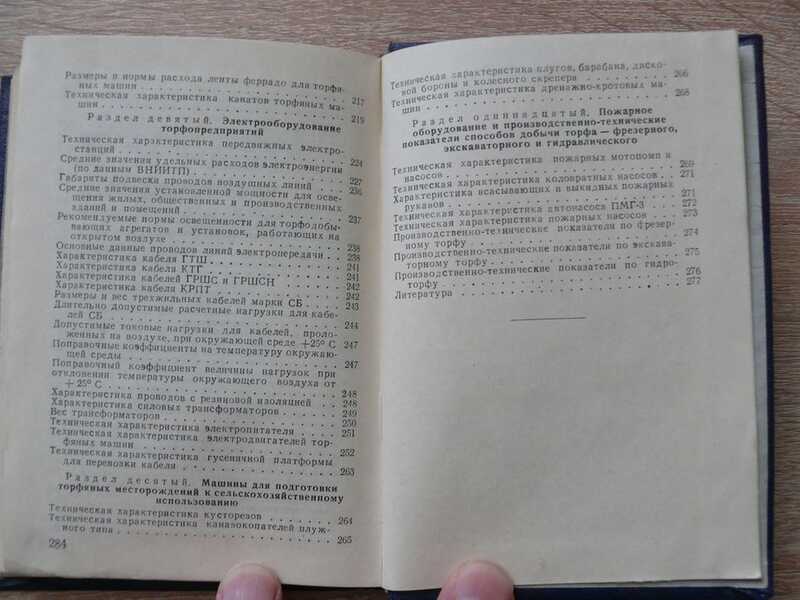 Размеры и нормы расхода ленты феррадо для торфя-
ных машин . . . . . . . . . . . . . . . 217
Техническая характеристика канатов торфяных ма-
шин . . . . . . . . . . . . . . . . . . 219
Раздел девятый. Электрооборудование
торфопредприятий
Техническая характеристика передвижных электро-
станций . . . . . . . . . . . . . . . . 224
Средние значения удельных расходов электроэнергии
(по данным ВНИИТП) . . . . . . . . . . 227
Габариты подвески проводов воздушных линий . . . 236
Средние значения установленной мощности для осве-
щения жилых, общественных и производственных
зданий и помещений . . . . . . . . . . . 237
Рекомендуемые нормы освещенности для торфодобы-
вающих агрегатов и установок, работающих на
открытом воздухе . . . . . . . . . . . . 238
Основные данные проводов линий электропередачи . . 238
Характеристика кабеля ГТШ . . . . . . . . . 241
Характеристика кабеля КТГ . . . . . . . . . 241
Характеристика кабелей ГРШС и ГРШСН . . . . . 242
Характеристика кабеля КРПТ . . . . . . . . . 242
Размеры и вес трехжильных кабелей марки СБ . . . 243
Длительно допустимые расчетные нагрузки для кабе-
лей СБ . . . . . . . . . . . . . . . . 244
Допустимые токовые нагрузки для кабелей, проло-
женных на воздухе, при окружающей среде +25° С 247
Поправочные коэффициенты на температуру окружаю-
щей среды . . . . . . . . . . . . . . . 247
Поправочный коэффициент величины нагрузок при
отклонении температуры окружающего воздуха от
+ 25° С . . . . . . . . . . . . . . . . 248
Характеристика проводов с резиновой изоляцией . . 248
Характеристика силовых трансформаторов . . . . . 249
Вес трансформаторов . . . . . . . . . . . . 250
Техническая характеристика электропитателя . . . . 251
Техническая характеристика электродвигателей тор-
фяных машин . . . . . . . . . . . . . . 252
Техническая характеристика гусеничной платформы
для перевозки кабеля . . . . . . . . . . . 263
Раздел десятый. Машины для подготовки
торфяных месторождений к сельскохозяйственному
использованию
Техническая характеристика кусторезов . . . . . . 264
Техническая характеристика канавокопателей плуж-
ного типа . . . . . . . . . . . . . . . 265
284
Техническая характеристика плугов, барабана, диско-
вой бороны и колесного скрепера . . . . . . 266
Техническая характеристика дренажно-кротовых ма-
шин . . . . . . . . . . . . . . . . . . 268
Раздел одиннадцатый. Пожарное
оборудование и производственно-технические
показатели способов добычи торфа — фрезерного,
экскаваторного и гидравлического
Техническая характеристика пожарных мотопомп и
насосов . . . . . . . . . . . . . . . . 269
Техническая характеристика коловратных насосов . . 271
Характеристика всасывающих и выкидных пожарных
рукавов . . . . . . . . . . . . . . . . 271
Техническая характеристика автонасоса ПМГ-3 . . . 272
Техническая характеристика пожарных насосов . . . 273
Производственно-технические показатели по фрезер-
ному торфу . . . . . . . . . . . . . . . 274
Производственно-технические показатели по экскава-
торному торфу . . . . . . . . . . . . . . 275
Производственно-технические показатели по гидро-
торфу . . . . . . . . . . . . . . . . . 276
Литература . . . . . . . . . . . . . . . . 277